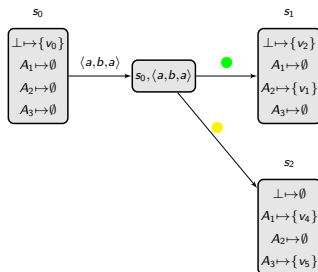 s₀
⊥↦{v₀}
A₁↦∅
A₂↦∅
A₃↦∅
⟨a,b,a⟩
s₀,⟨a,b,a⟩
s₁
⊥↦{v₂}
A₁↦∅
A₂↦{v₁}
A₃↦∅
s₂
⊥↦∅
A₁↦{v₄}
A₂↦∅
A₃↦{v₅}